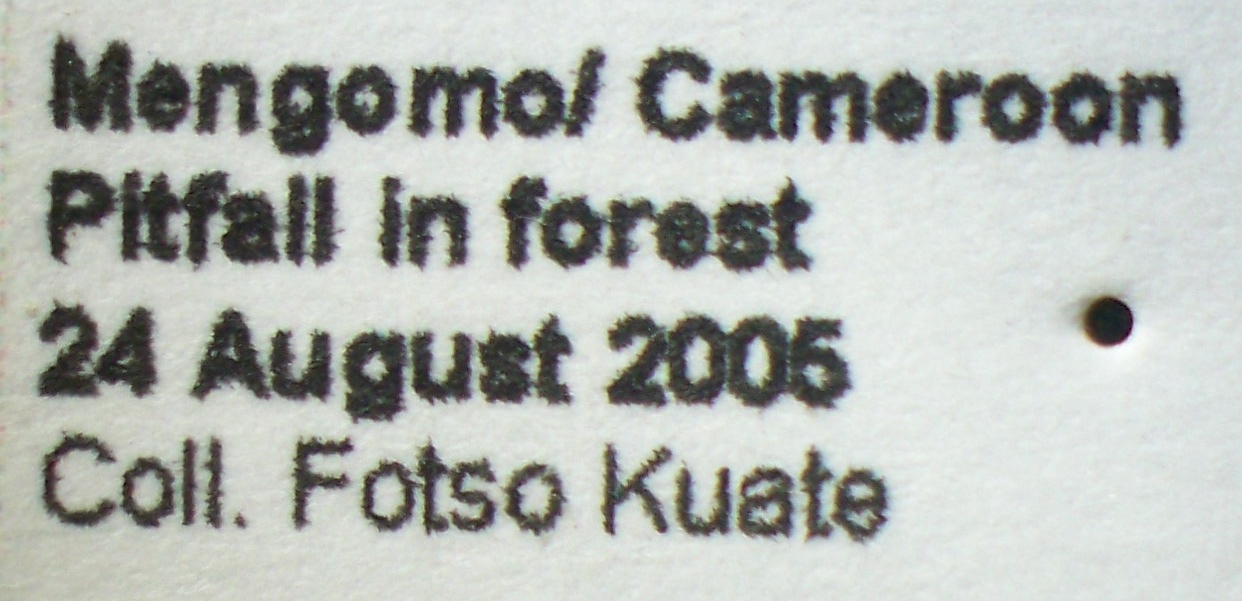 Mengomo/ Cameroon
Pitfall in forest
24 August 2005
Coll. Fotso Kuate